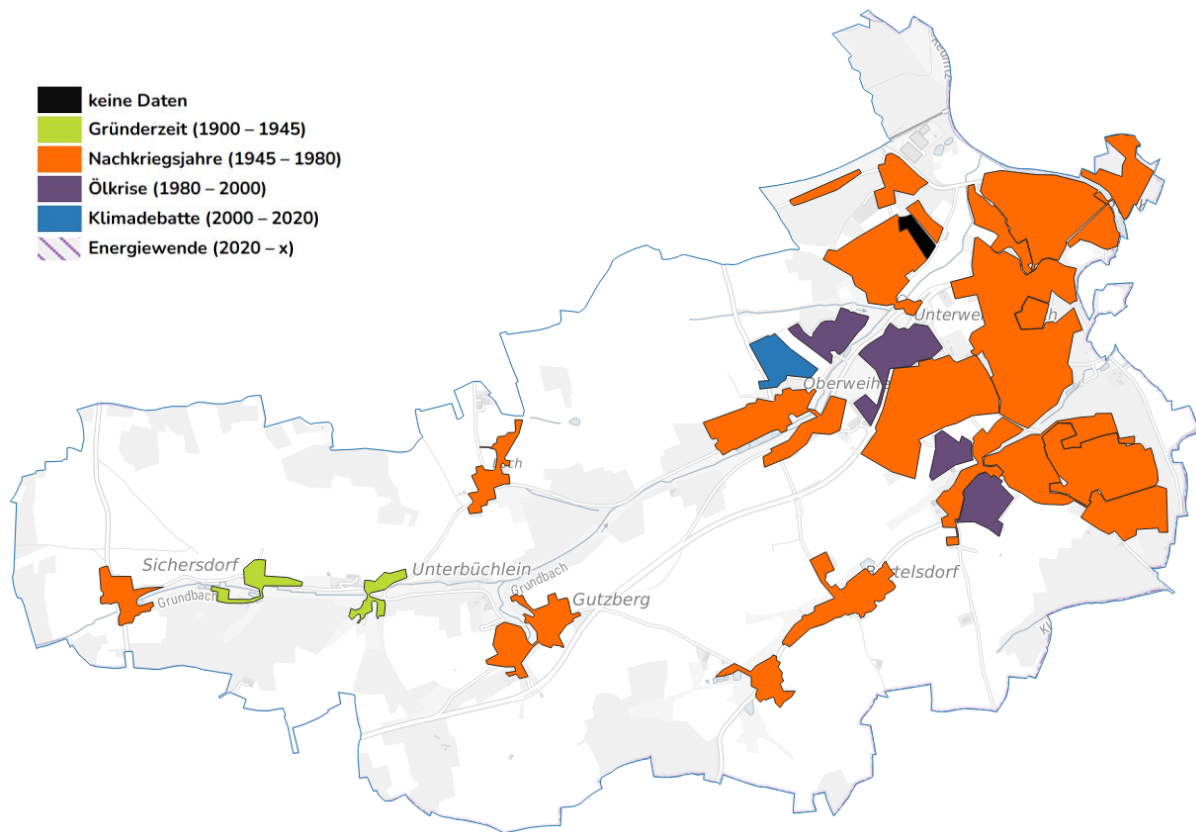 keine Daten
Gründerzeit (1900 – 1945)
Nachkriegsjahre (1945 – 1980)
Ölkrise (1980 – 2000)
Klimadebatte (2000 – 2020)
Energiewende (2020 – x)
Sichersdorf
Grundbach
Unterbüchlein
Grundbach
Gutzberg